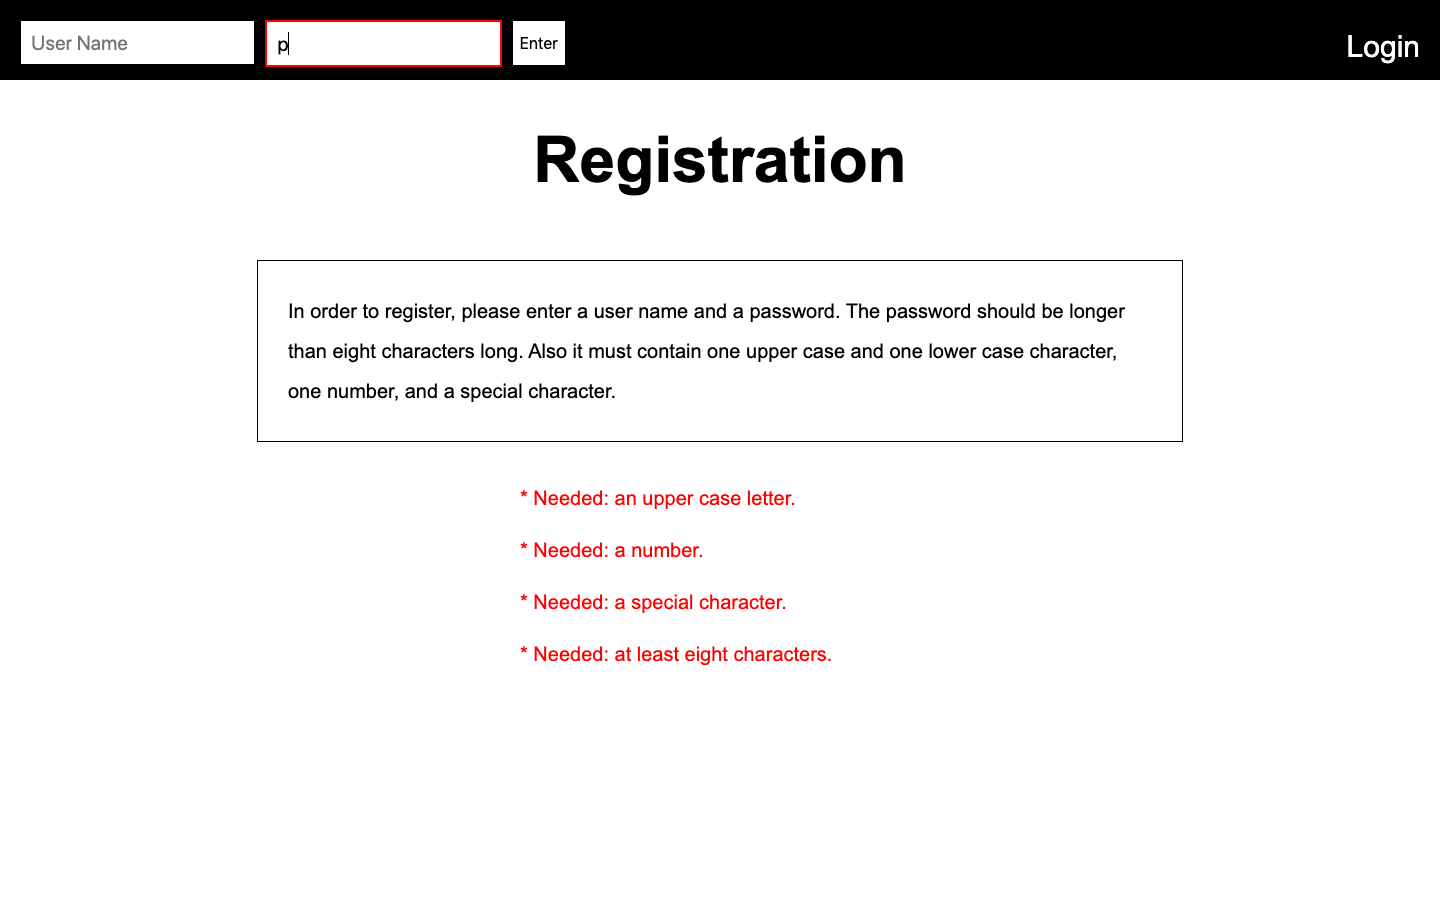 User Name p Enter Login
Registration
In order to register, please enter a user name and a password. The password should be longer
than eight characters long. Also it must contain one upper case and one lower case character,
one number, and a special character.
* Needed: an upper case letter.
* Needed: a number.
* Needed: a special character.
* Needed: at least eight characters.